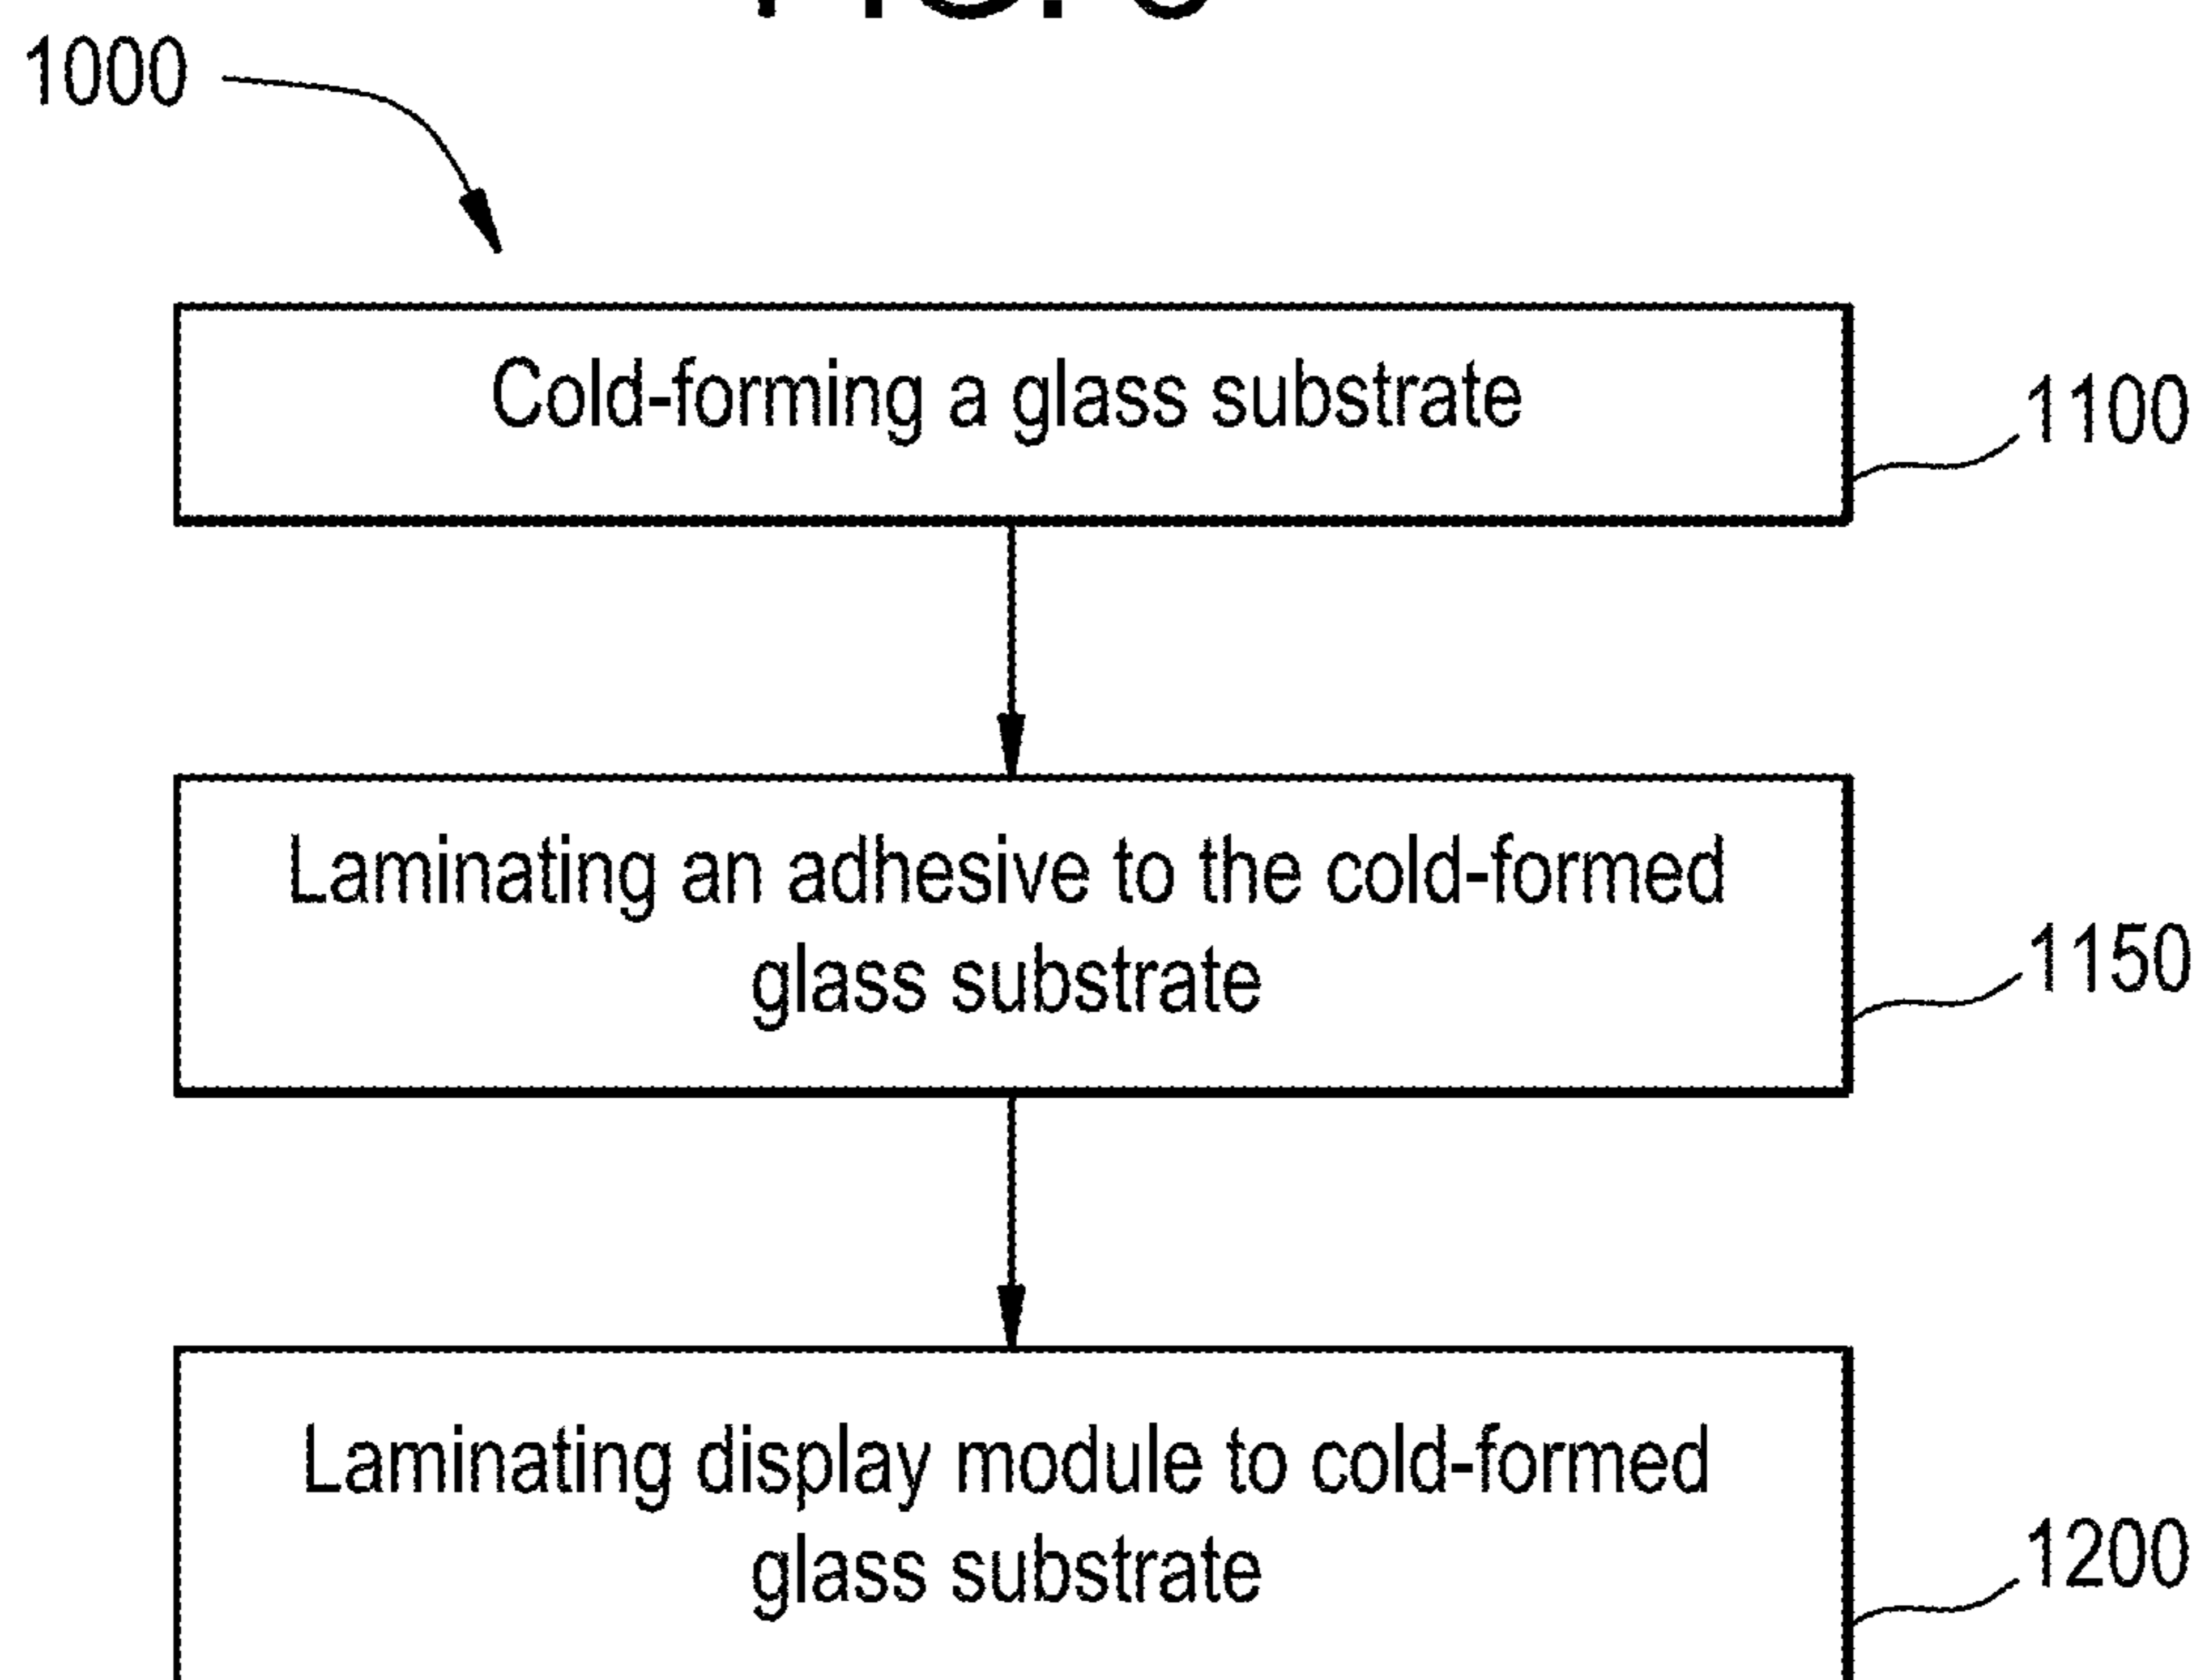 1000
Cold-forming a glass substrate
1100
Laminating an adhesive to the cold-formed
glass substrate
1150
Laminating display module to cold-formed
glass substrate
1200